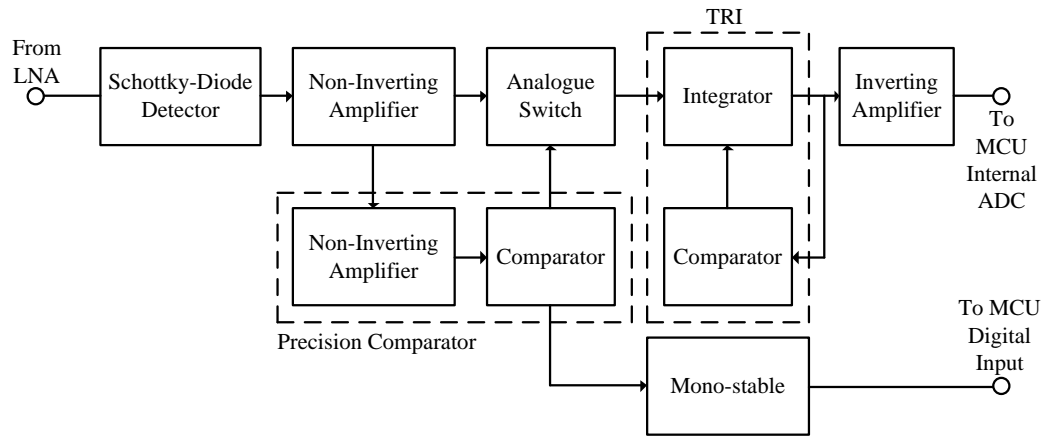 TRI
From
LNA
Schottky-Diode
Detector
Non-Inverting
Amplifier
Analogue
Switch
Integrator
Inverting
Amplifier
To
MCU
Internal
ADC
Non-Inverting
Amplifier
Comparator
Comparator
Precision Comparator
To MCU
Digital
Input
Mono-stable